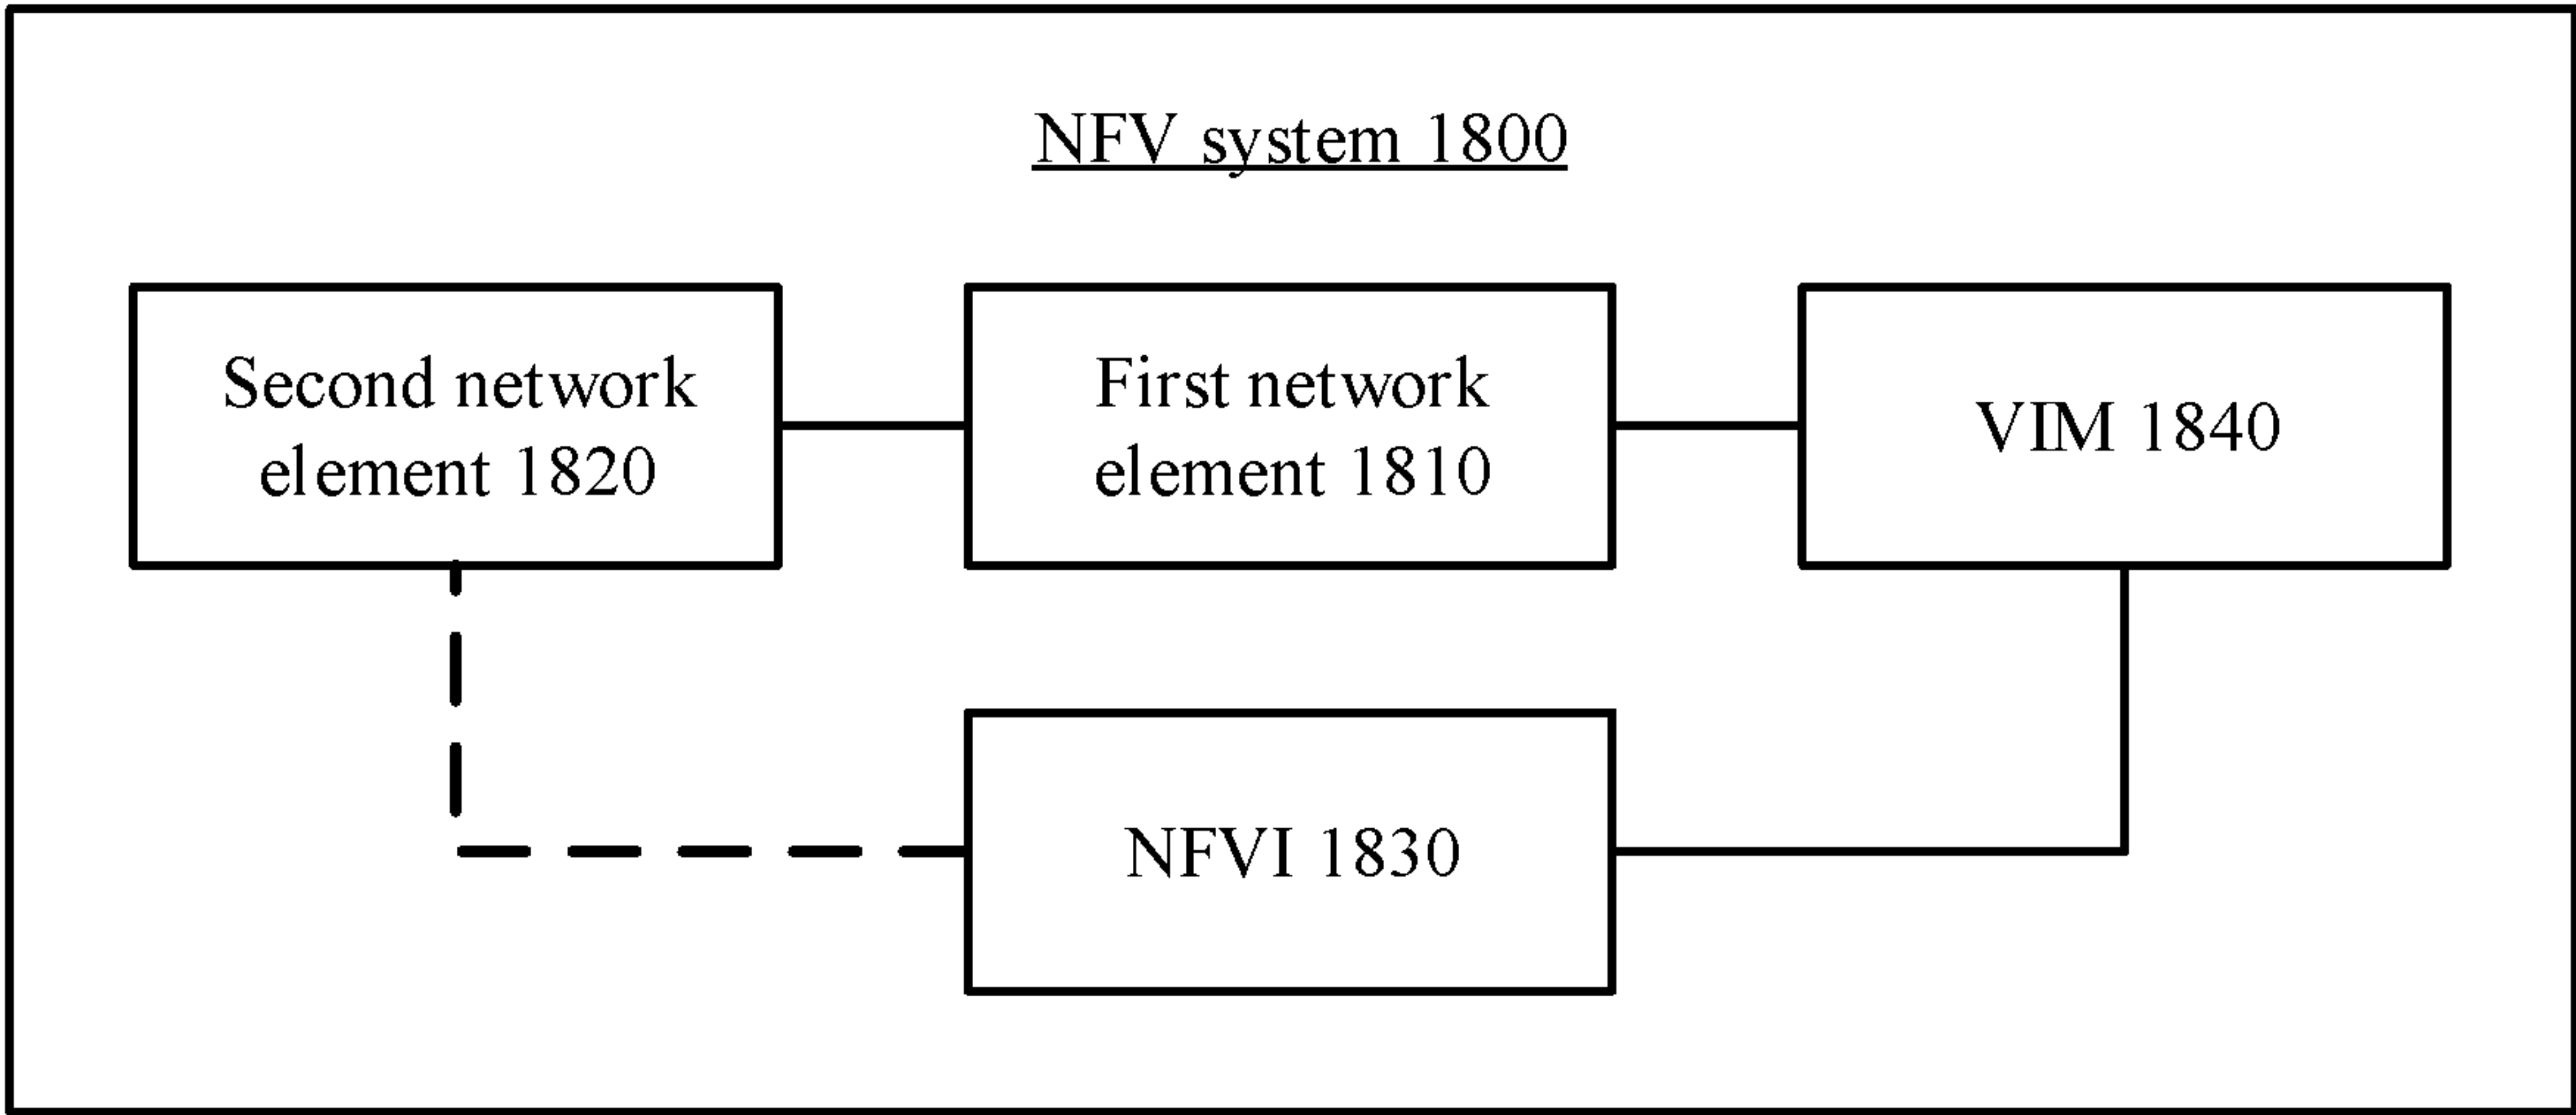 NFV system 1800
Second network
element 1820
First network
element 1810
VIM 1840
NFVI 1830